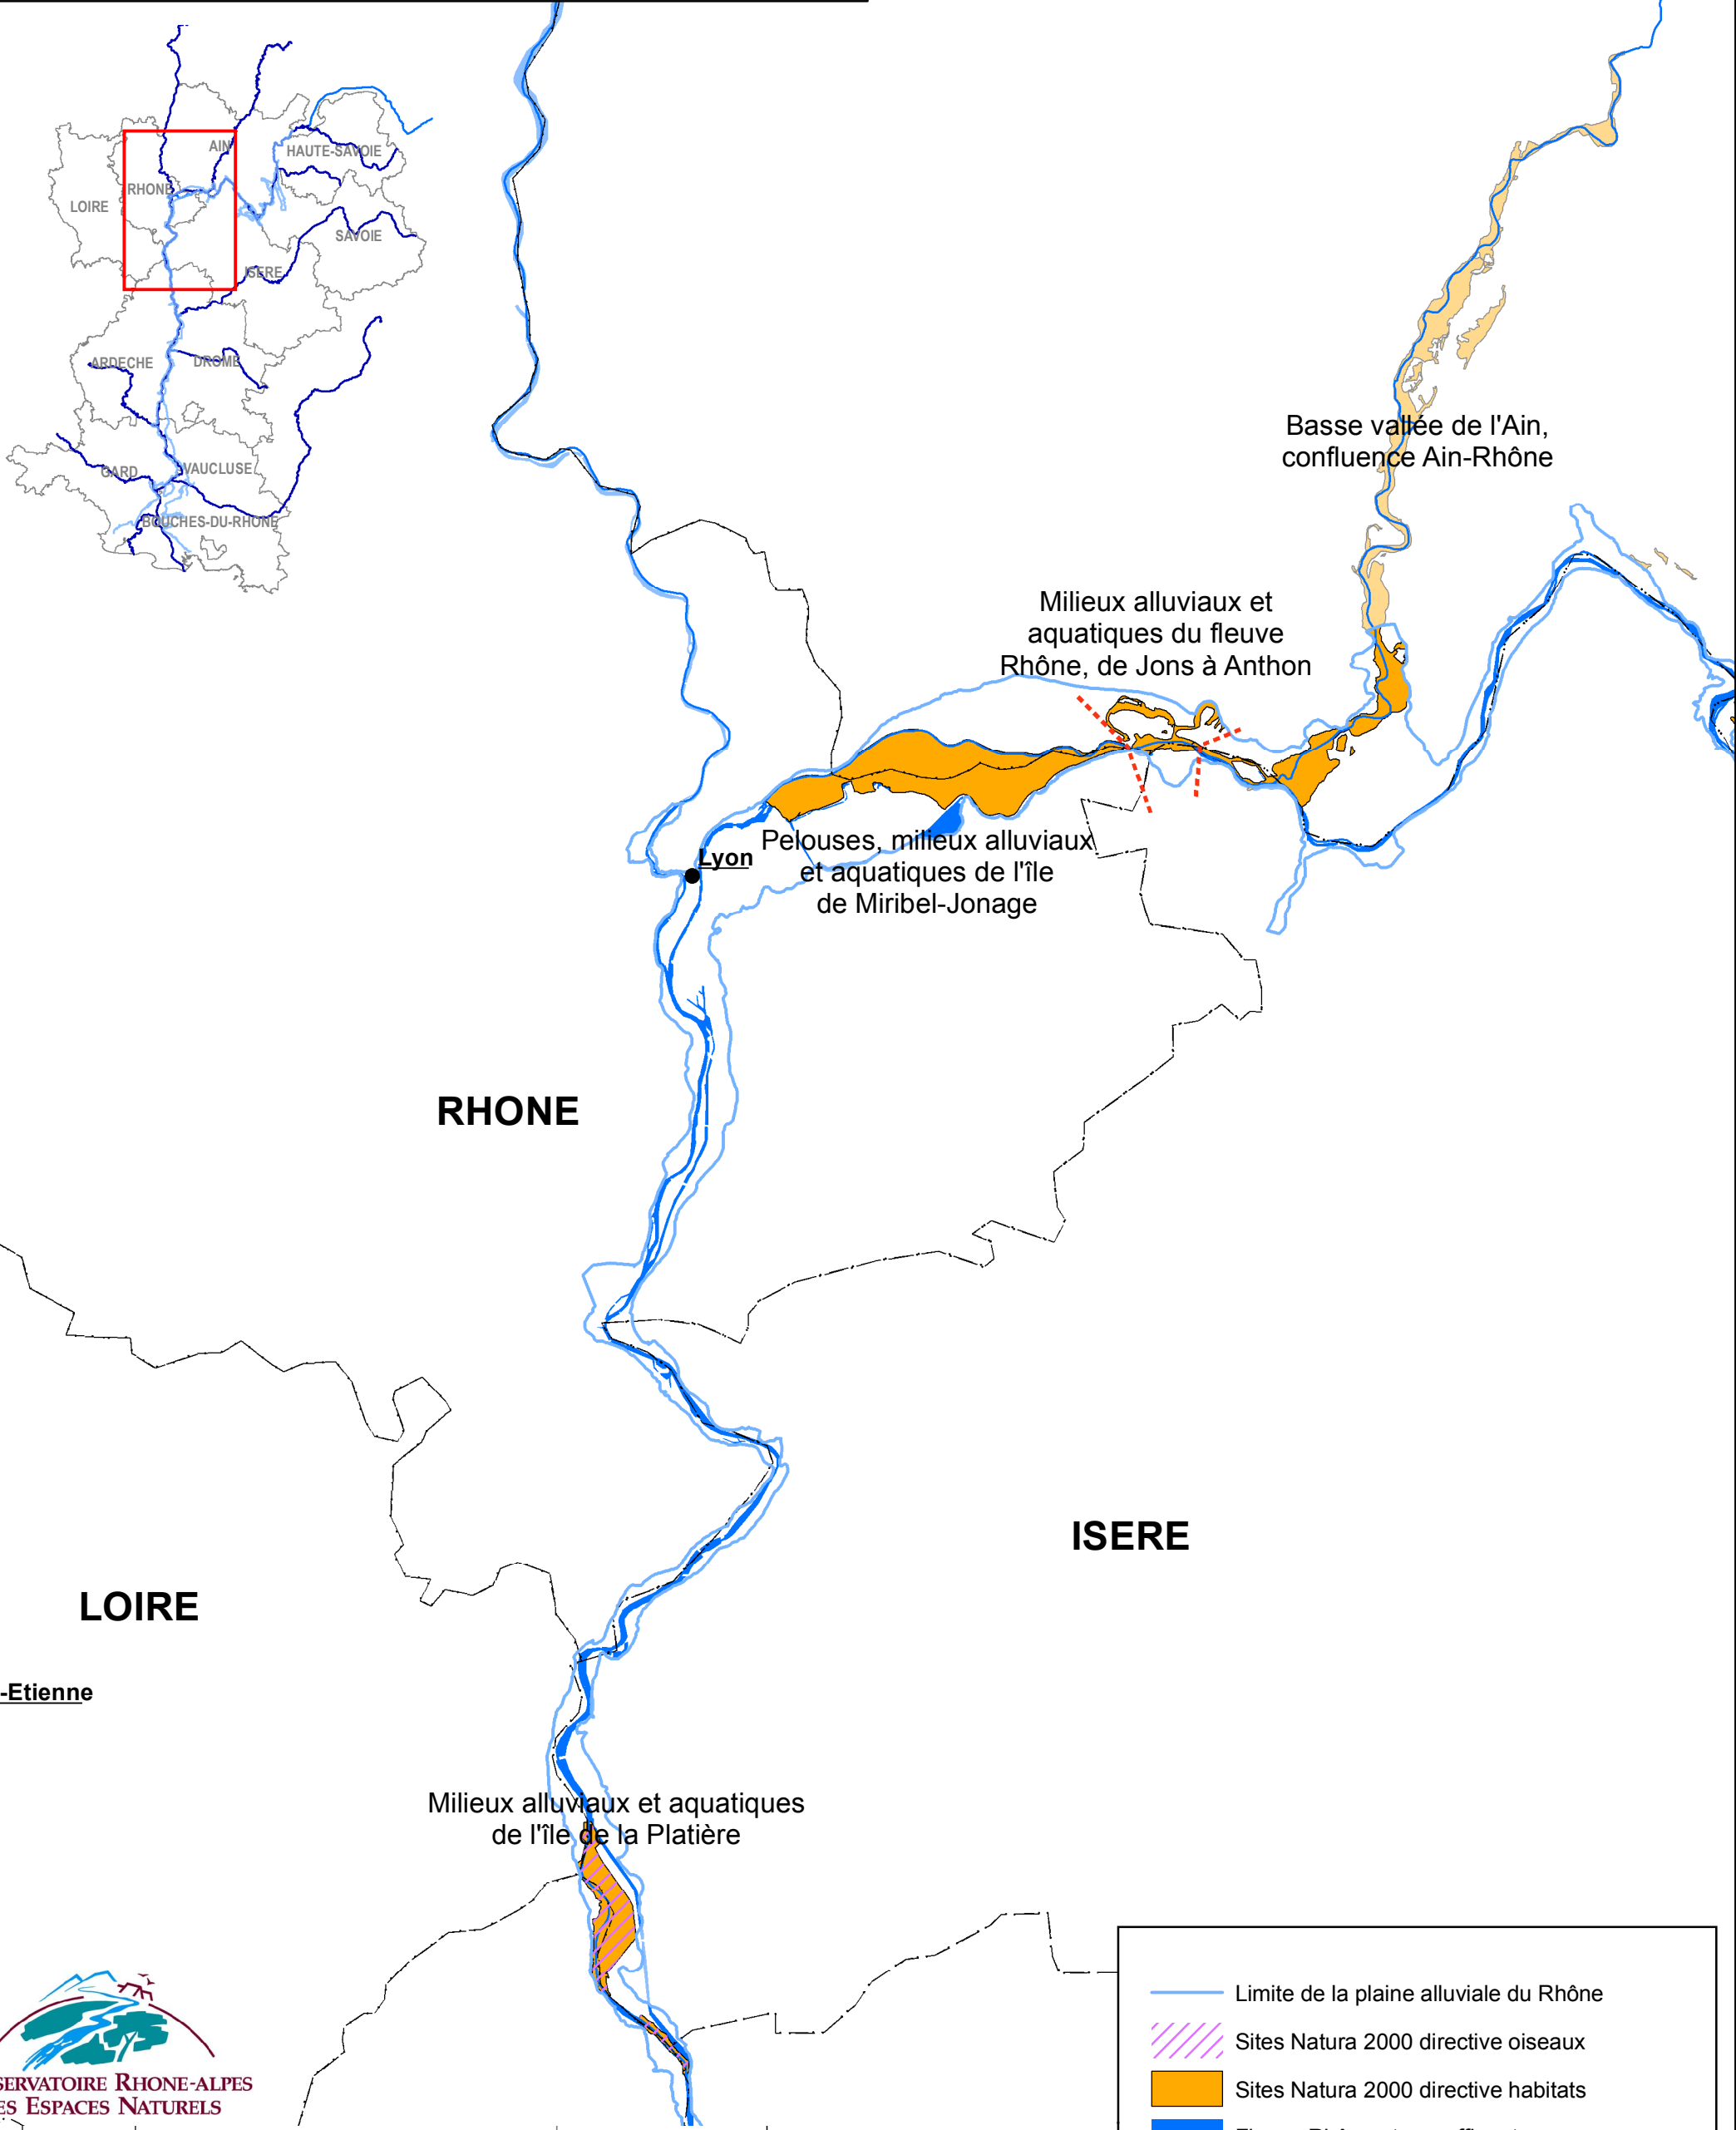 AIN
HAUTE-SAVOIE
RHONE
LOIRE
SAVOIE
ISERE
ARDECHE
DROME
GARD
VAUCLUSE
BOUCHES-DU-RHONE
Basse vallée de l'Ain,
confluence Ain-Rhône
Milieux alluviaux et
aquatiques du fleuve
Rhône, de Jons à Anthon
Lyon
Pelouses, milieux alluviaux
et aquatiques de l'île
de Miribel-Jonage
RHONE
ISERE
LOIRE
-Etienne
Milieux alluviaux et aquatiques
de l'île de la Platière
Limite de la plaine alluviale du Rhône
Sites Natura 2000 directive oiseaux
Sites Natura 2000 directive habitats
SERVATOIRE RHONE-ALPES
ES ESPACES NATURELS